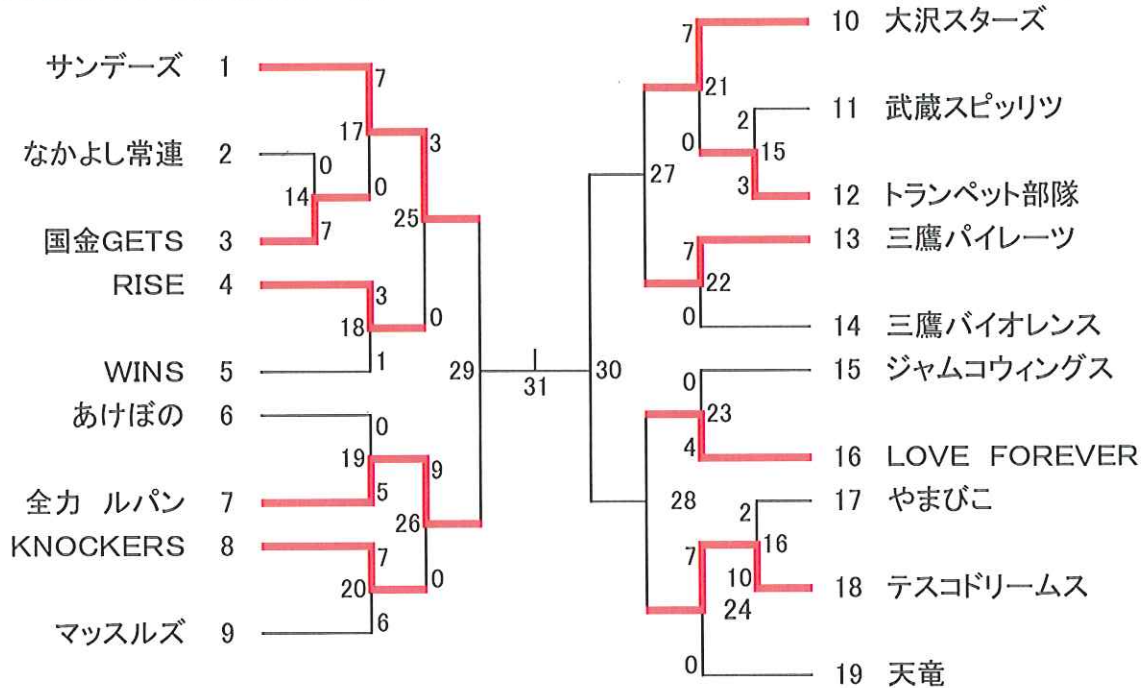 サンデーズ 1
7
17
3
なかよし常連 2
0
14
0
7
25
国金GETS 3
RISE 4
3
18
0
1
WINS 5
29
31
あけぼの 6
0
19
9
5
全力 ルパン 7
26
KNOCKERS 8
7
20
0
6
マッスルズ 9
7
10 大沢スターズ
21
2
11 武蔵スピッリツ
0
15
27
3
12 トランペット部隊
7
13 三鷹パイレーツ
22
0
14 三鷹バイオレンス
30
0
15 ジャムコウィングス
23
4
16 LOVE FOREVER
28
2
17 やまびこ
7
16
10
18 テスコドリームス
24
0
19 天竜